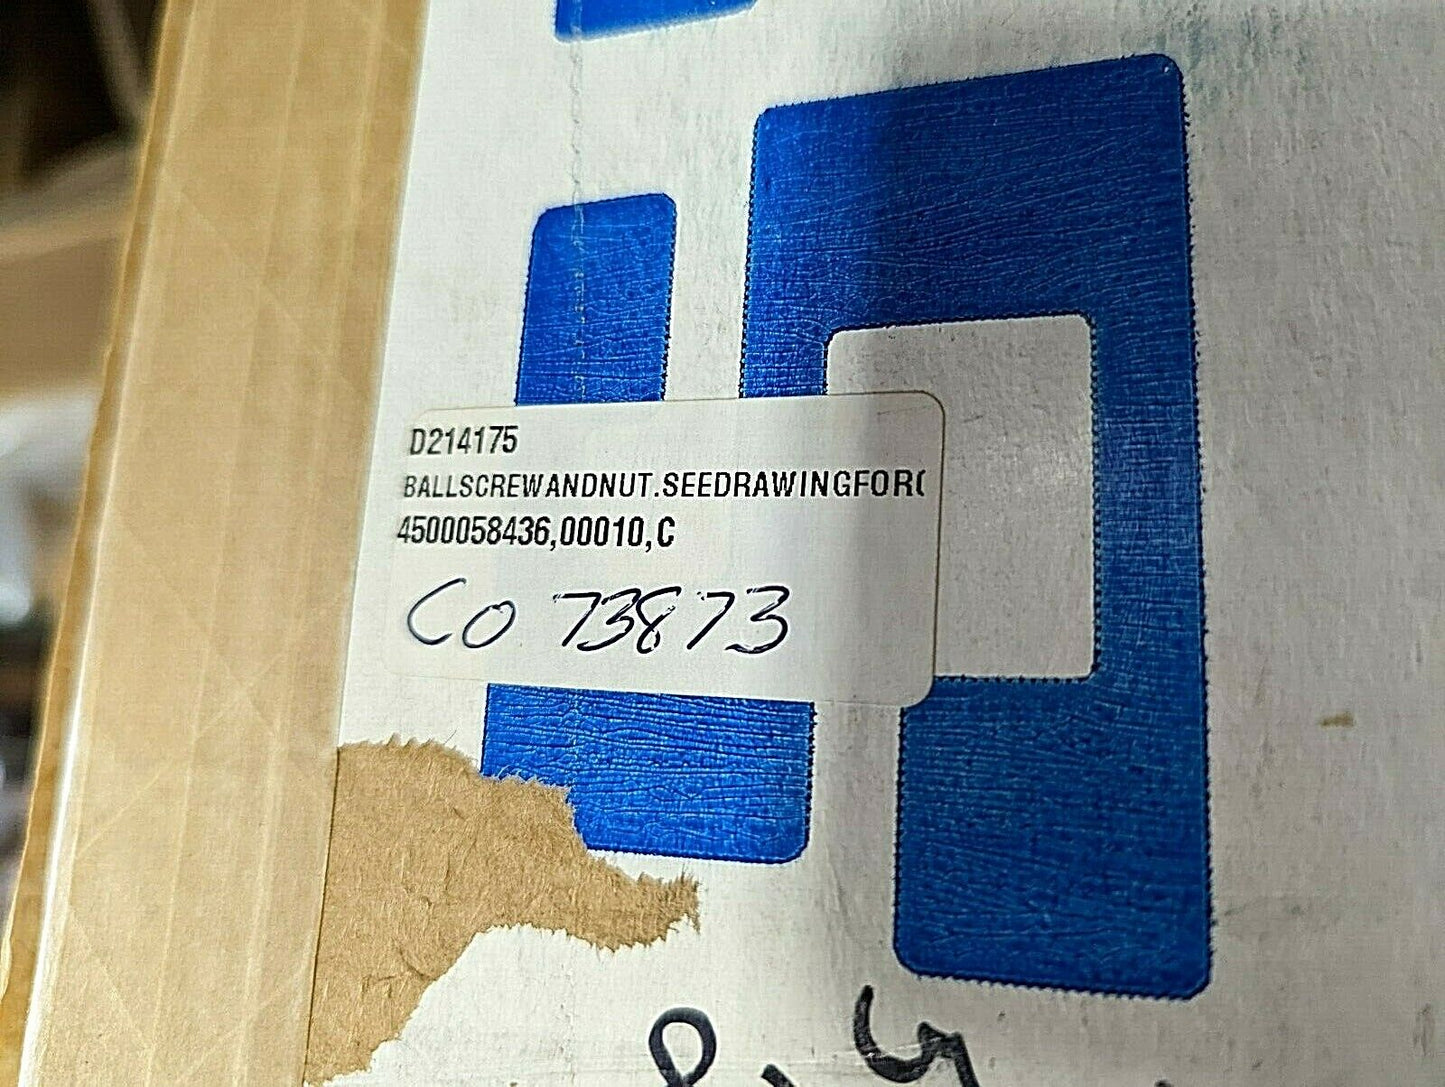 D214175
BALLSCREWANDNUT.SEEDRAWINGFOR(
4500058436,00010,C
CO 73873